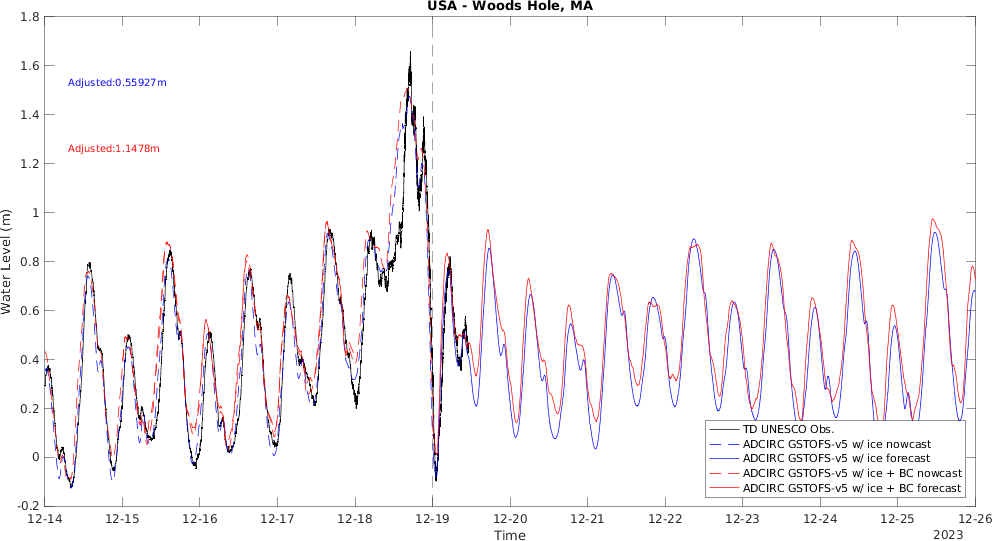 USA - Woods Hole, MA
1.8
1.6
1.4
1.2
1
0.8
0.6
0.4
0.2
0
-0.2
Water Level (m)
Adjusted:0.55927m
Adjusted:1.1478m
TD UNESCO Obs.
ADCIRC GSTOFS-v5 w/ ice nowcast
ADCIRC GSTOFS-v5 w/ ice forecast
ADCIRC GSTOFS-v5 w/ ice + BC nowcast
ADCIRC GSTOFS-v5 w/ ice + BC forecast
12-14 12-15 12-16 12-17 12-18 12-19 12-20 12-21 12-22 12-23 12-24 12-25 12-26
Time 2023